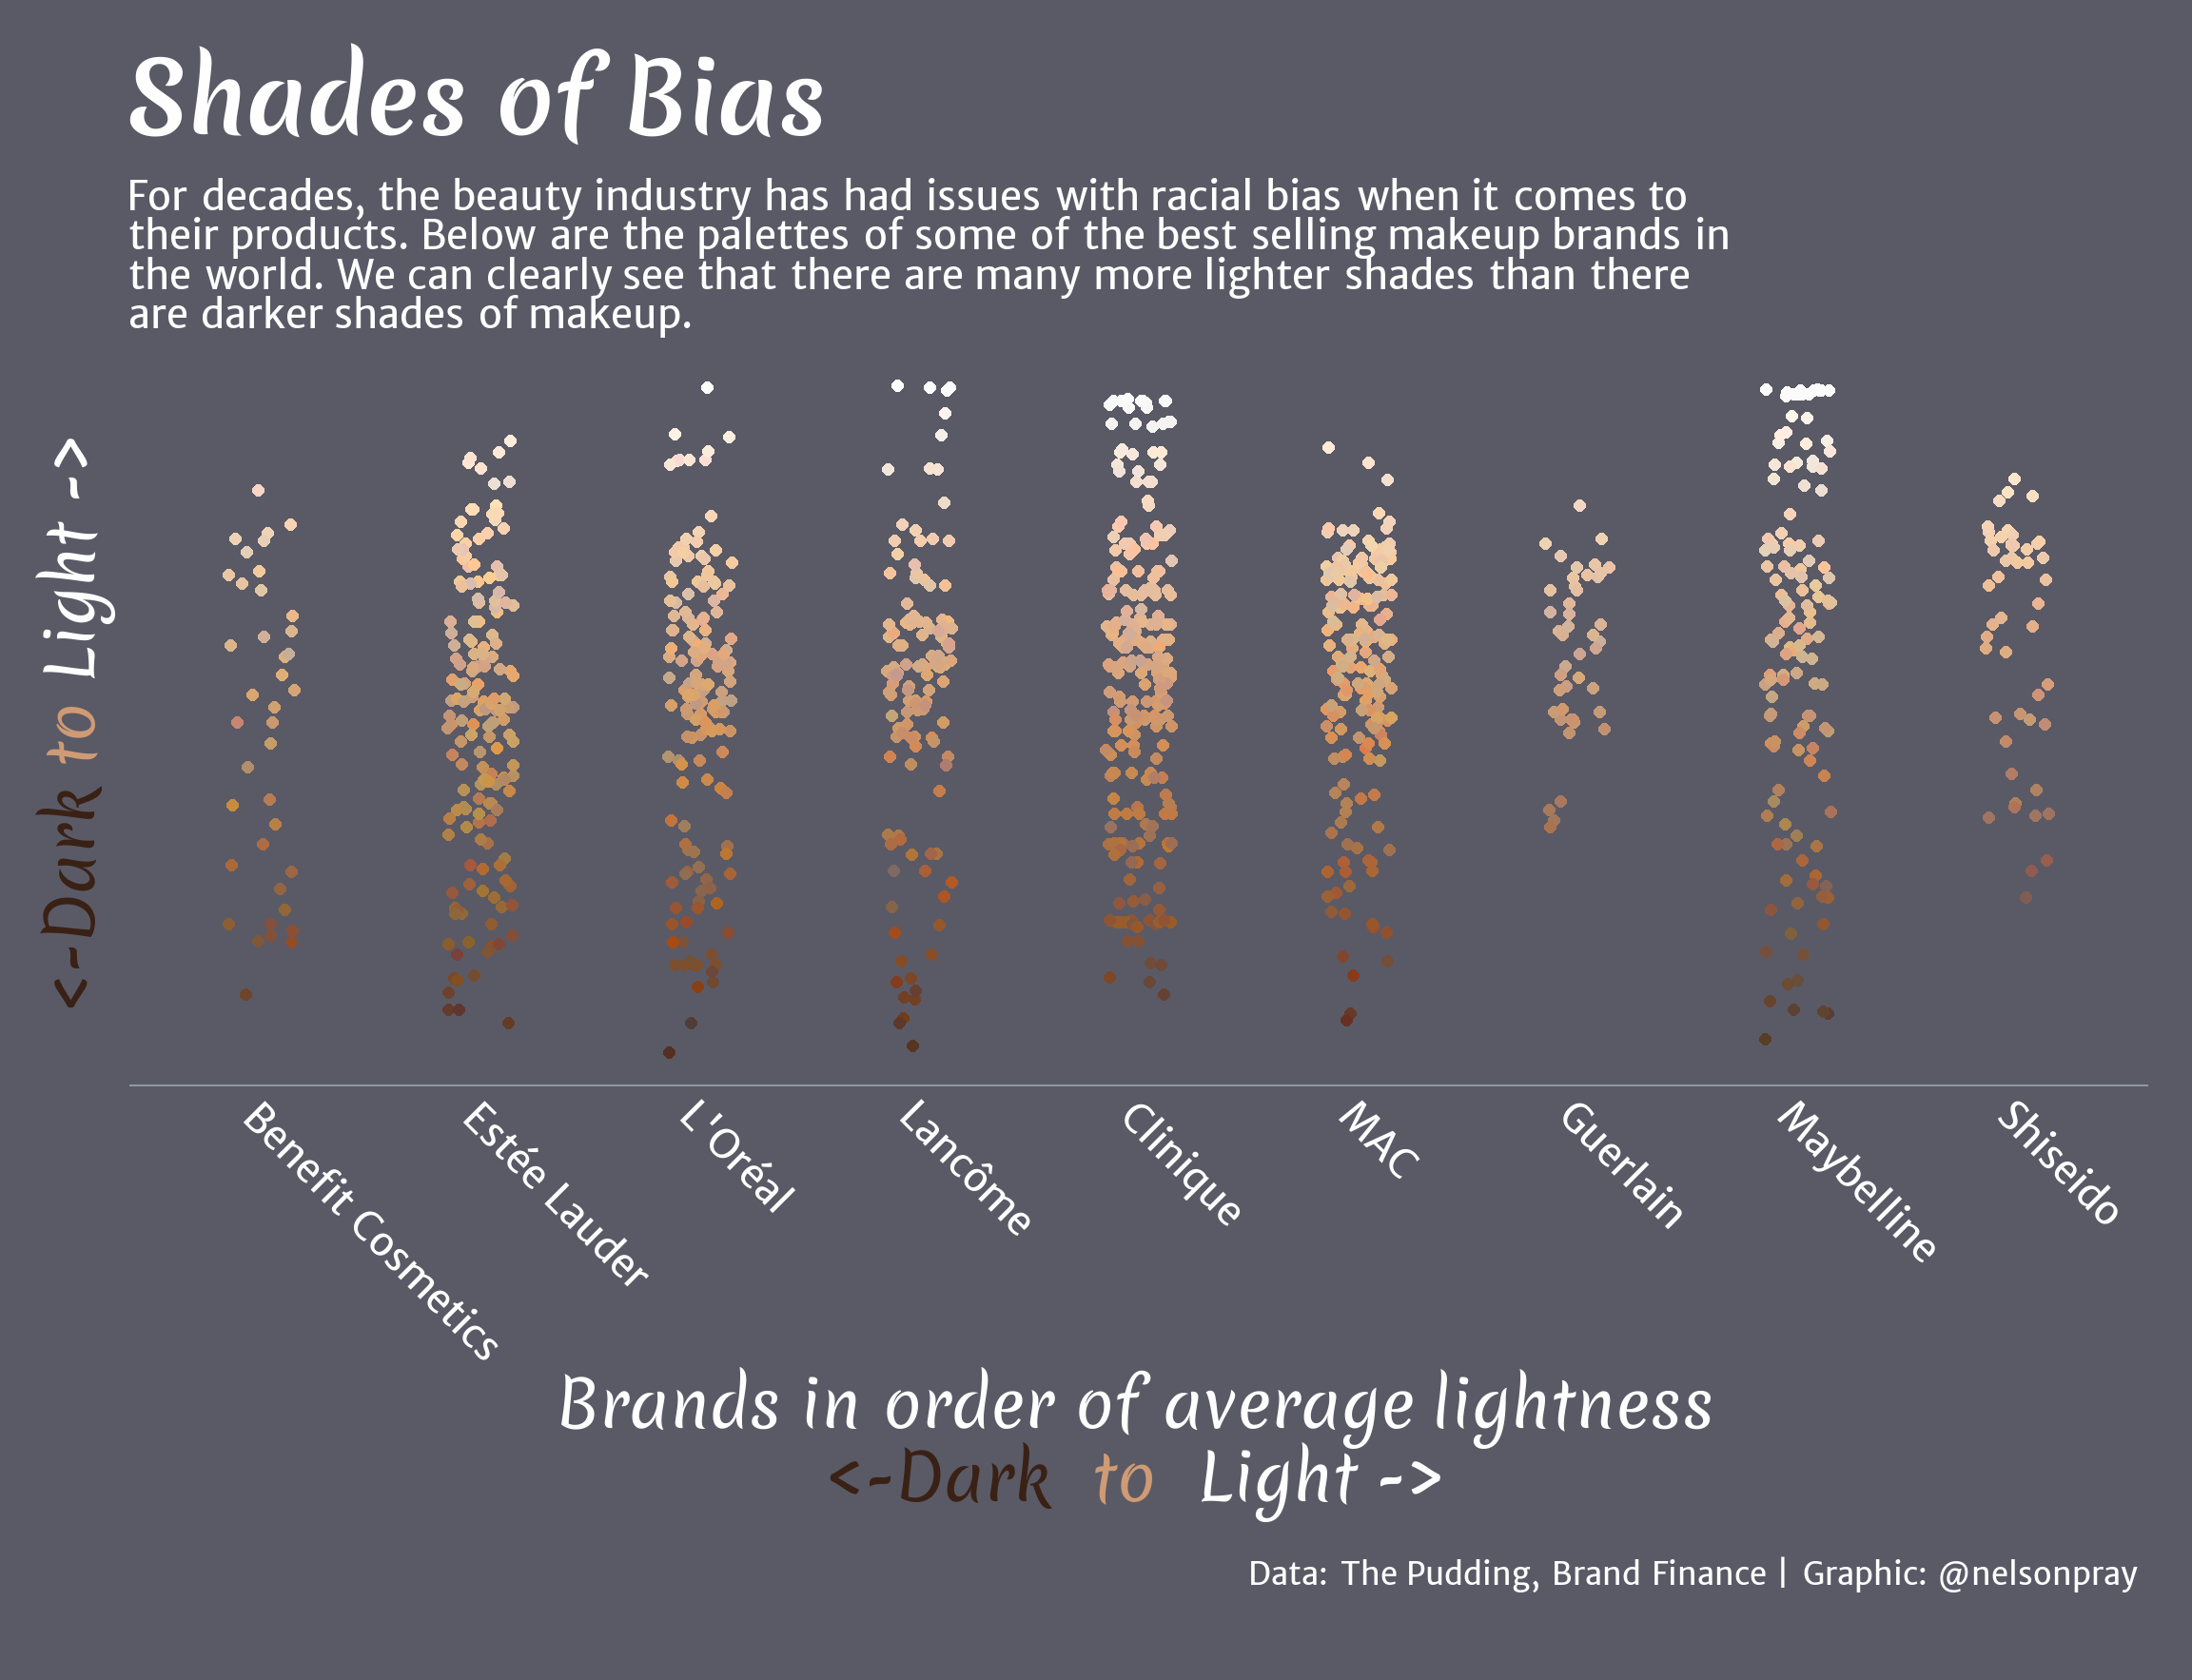 Shades of Bias
For decades, the beauty industry has had issues with racial bias when it comes to
their products. Below are the palettes of some of the best selling makeup brands in
the world. We can clearly see that there are many more lighter shades than there
are darker shades of makeup.
<-Dark to Light ->
Benefit Cosmetics
Estée Lauder
L'Oréal
Lancôme
Clinique
MAC
Guerlain
Maybelline
Shiseido
Brands in order of average lightness
<-Dark to Light ->
Data: The Pudding, Brand Finance | Graphic: @nelsonpray